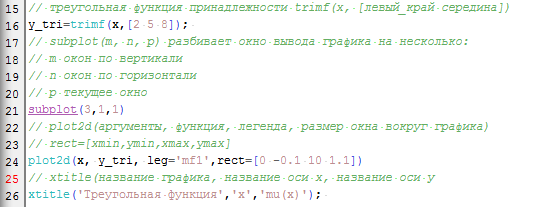 15 // треугольная функция принадлежности trimf(x, [левый_край середина])
16 y_tri=trimf(x,[2 5 8]);
17 // subplot(m, n, p) разбивает окно вывода графика на несколько:
18 // m окон по вертикали
19 // n окон по горизонтали
20 // p текущее окно
21 subplot(3,1,1)
22 // plot2d(аргументы, функция, легенда, размер окна вокруг графика)
23 // rect=[xmin,ymin,xmax,ymax]
24 plot2d(x, y_tri, leg='mf1',rect=[0 -0.1 10 1.1])
25 // xtitle(название графика, название оси x, название оси y
26 xtitle('Треугольная функция','x','mu(x)');